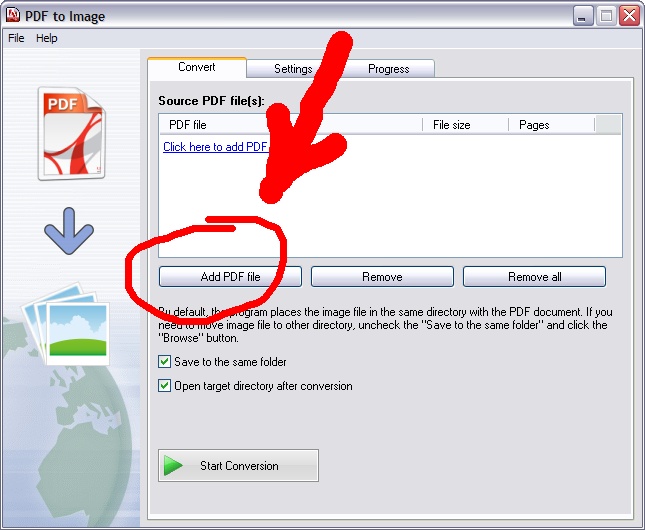 PDF to Image
File Help
Convert Settings Progress
PDF
Source PDF file(s):
PDF file File size Pages
Click here to add PDF
Add PDF file Remove Remove all
By default, the program places the image file in the same directory with the PDF document. If you
need to move image file to other directory, uncheck the "Save to the same folder" and click the
"Browse" button.
Save to the same folder
Open target directory after conversion
Start Conversion